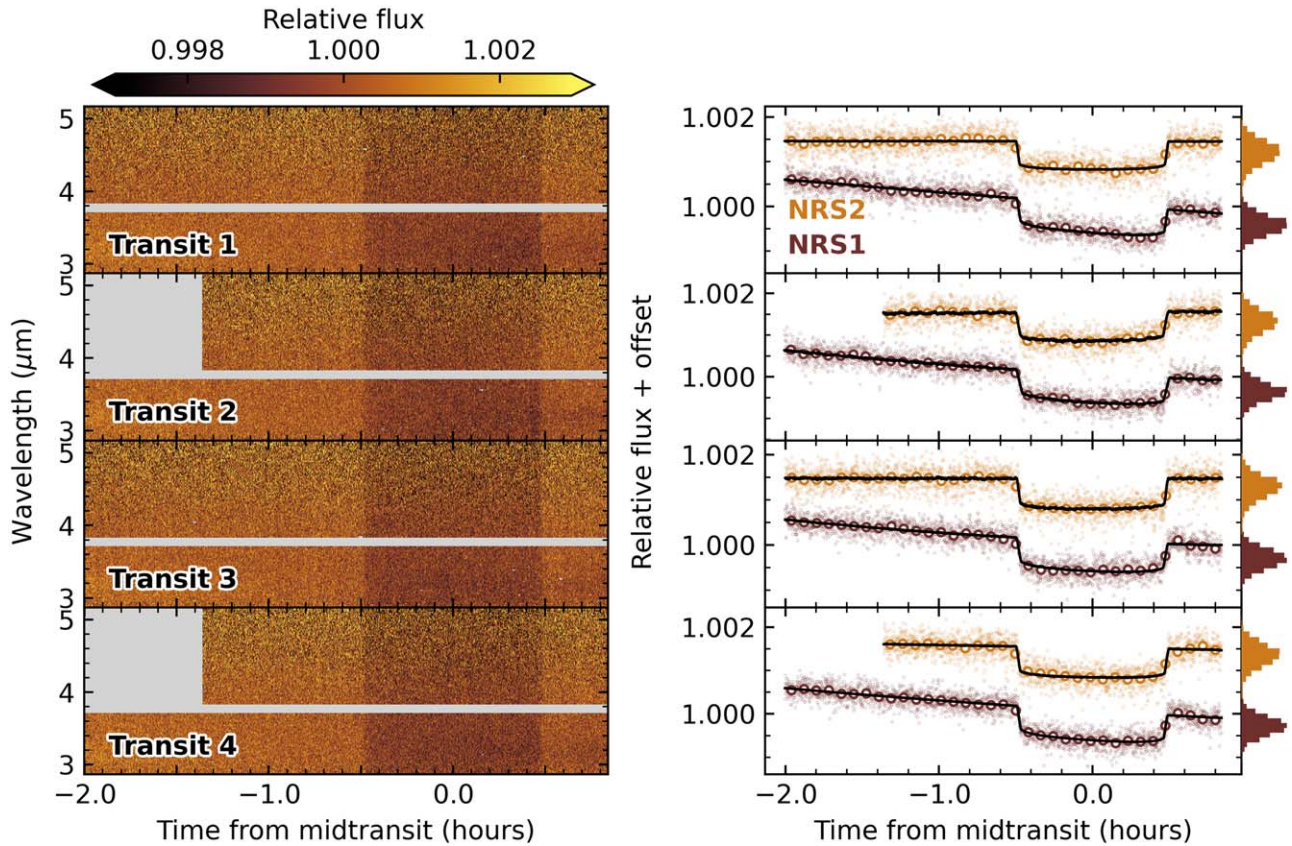 Relative flux
0.998 1.000 1.002
5
4
3
Transit 1
5
4
3
Transit 2
5
4
3
Transit 3
5
4
3
Transit 4
Wavelength (μm)
−2.0 −1.0 0.0
Time from midtransit (hours)
1.002
1.000
NRS2
NRS1
1.002
1.000
1.002
1.000
1.002
1.000
Relative flux + offset
−2.0 −1.0 0.0
Time from midtransit (hours)